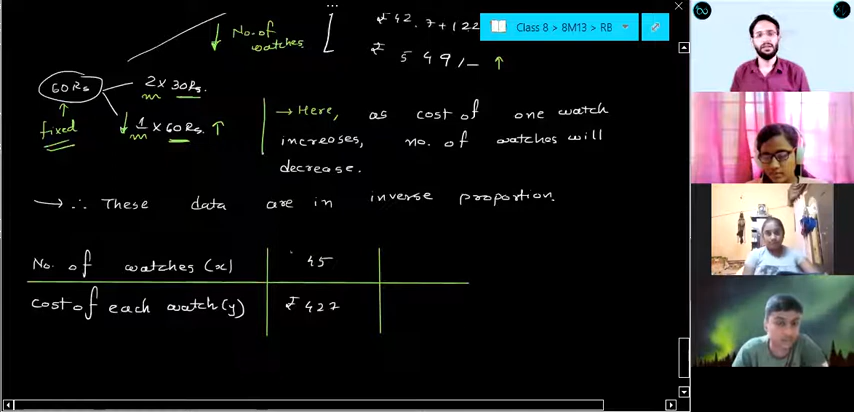 ...
₹ 42.7+122
↓ No. of watches
₹ 549/- ↑
Class 8 > 8M13 > RB
60 Rs
2 x 30 Rs.
fixed
↓ 1 x 60 Rs. ↑
→ Here, as cost of one watch
increases, no. of watches will
decrease.
→ ∴ These data are in inverse proportion.
No. of watches (x) 45
Cost of each watch (y) ₹ 427